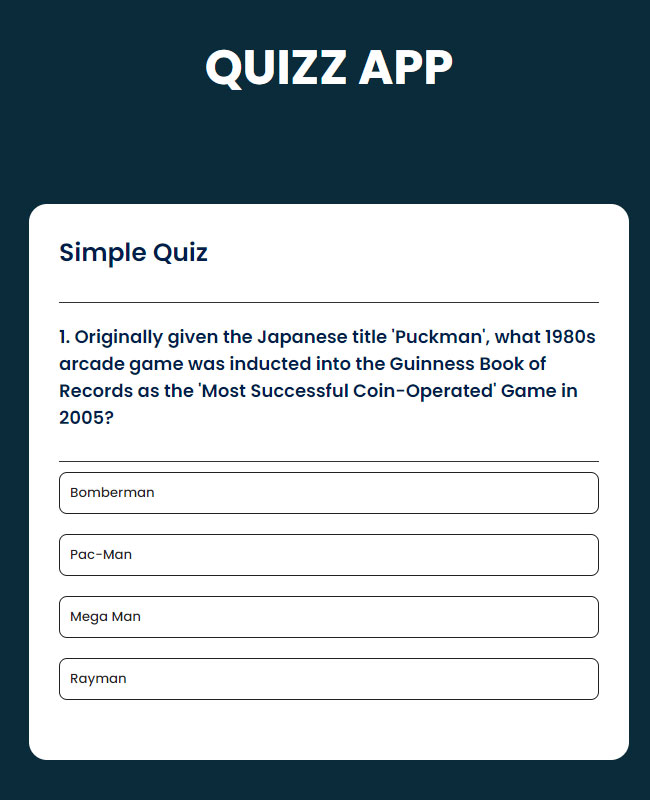 QUIZZ APP
Simple Quiz
1. Originally given the Japanese title 'Puckman', what 1980s
arcade game was inducted into the Guinness Book of
Records as the 'Most Successful Coin-Operated' Game in
2005?
Bomberman
Pac-Man
Mega Man
Rayman